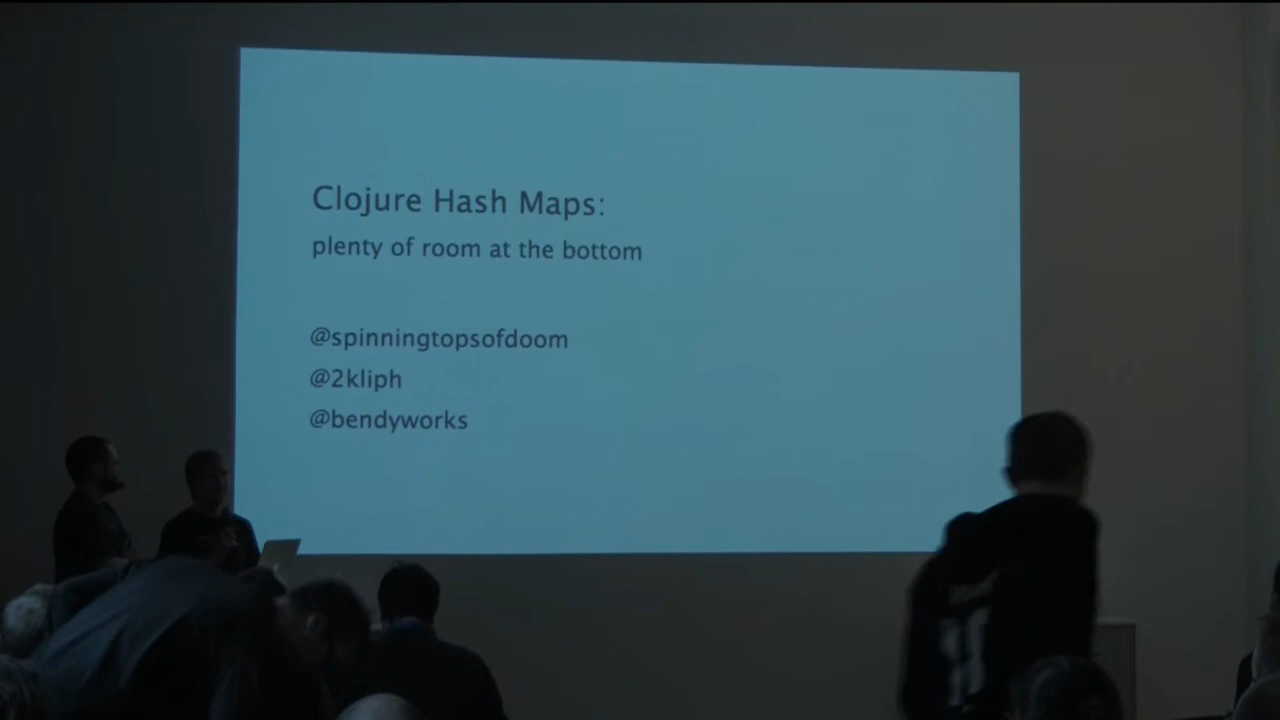 Clojure Hash Maps:
plenty of room at the bottom
@spinningtopsofdoom
@2kliph
@bendyworks